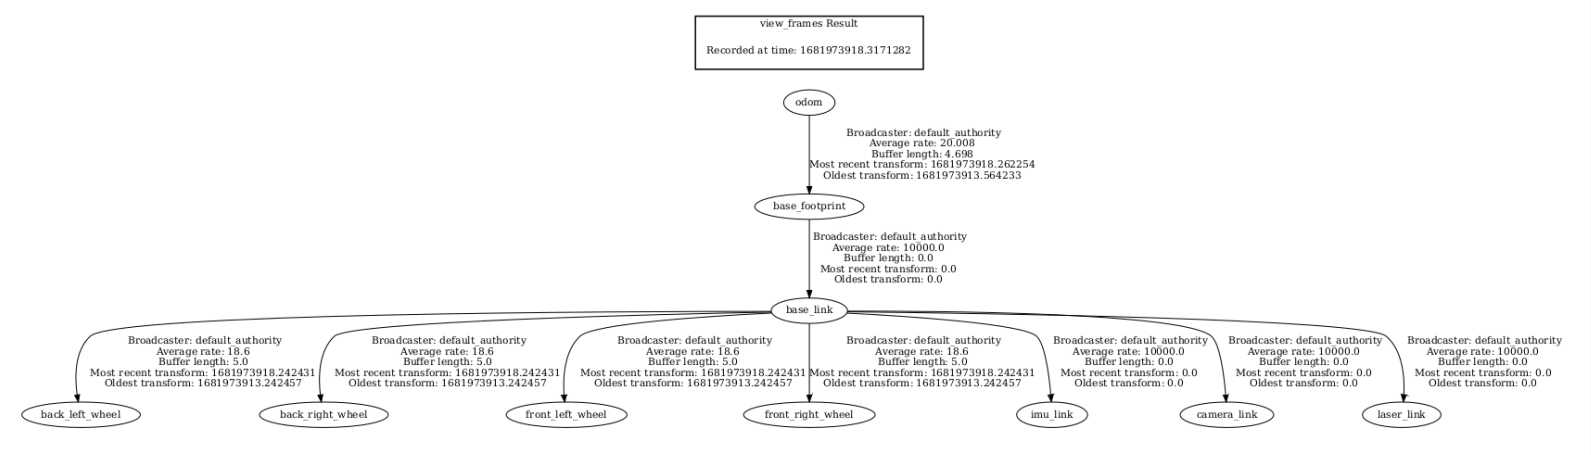 view_frames Result
Recorded at time: 1681973918.3171282
odom
Broadcaster: default_authority
Average rate: 20.008
Buffer length: 4.698
Most recent transform: 1681973918.262254
Oldest transform: 1681973913.564233
base_footprint
Broadcaster: default_authority
Average rate: 10000.0
Buffer length: 0.0
Most recent transform: 0.0
Oldest transform: 0.0
base_link
Broadcaster: default_authority
Average rate: 18.6
Buffer length: 5.0
Most recent transform: 1681973918.242431
Oldest transform: 1681973913.242457
Broadcaster: default_authority
Average rate: 18.6
Buffer length: 5.0
Most recent transform: 1681973918.242431
Oldest transform: 1681973913.242457
Broadcaster: default_authority
Average rate: 18.6
Buffer length: 5.0
Most recent transform: 1681973918.242431
Oldest transform: 1681973913.242457
Broadcaster: default_authority
Average rate: 18.6
Buffer length: 5.0
Most recent transform: 1681973918.242431
Oldest transform: 1681973913.242457
Broadcaster: default_authority
Average rate: 10000.0
Buffer length: 0.0
Most recent transform: 0.0
Oldest transform: 0.0
Broadcaster: default_authority
Average rate: 10000.0
Buffer length: 0.0
Most recent transform: 0.0
Oldest transform: 0.0
Broadcaster: default_authority
Average rate: 10000.0
Buffer length: 0.0
Most recent transform: 0.0
Oldest transform: 0.0
back_left_wheel
back_right_wheel
front_left_wheel
front_right_wheel
imu_link
camera_link
laser_link